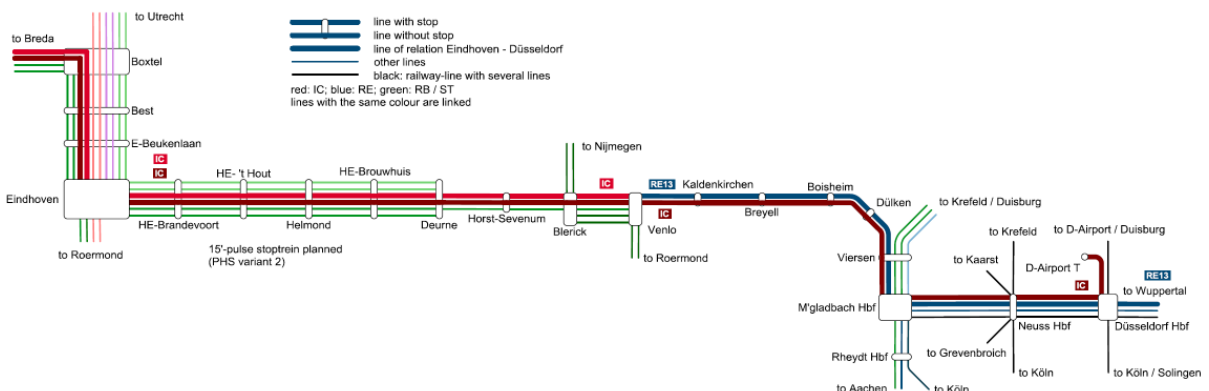 to Utrecht
to Breda
Boxtel
Best
E-Beukenlaan
line with stop
line without stop
line of relation Eindhoven - Düsseldorf
other lines
black: railway-line with several lines
red: IC; blue: RE; green: RB / ST
lines with the same colour are linked
IC
IC
HE- 't Hout
HE-Brouwhuis
to Nijmegen
IC
RE13
Kaldenkirchen
Boisheim
Eindhoven
HE-Brandevoort
Helmond
Deurne
Horst-Sevenum
Blerick
IC
Venlo
Breyell
Dülken
to Krefeld / Duisburg
to Roermond
15'-pulse stoptrein planned
(PHS variant 2)
to Roermond
Viersen
to Krefeld
to D-Airport / Duisburg
to Kaarst
D-Airport T
IC
RE13
to Wuppertal
M'gladbach Hbf
Neuss Hbf
Düsseldorf Hbf
Rheydt Hbf
to Grevenbroich
to Köln
to Köln / Solingen
to Aachen
to Köln